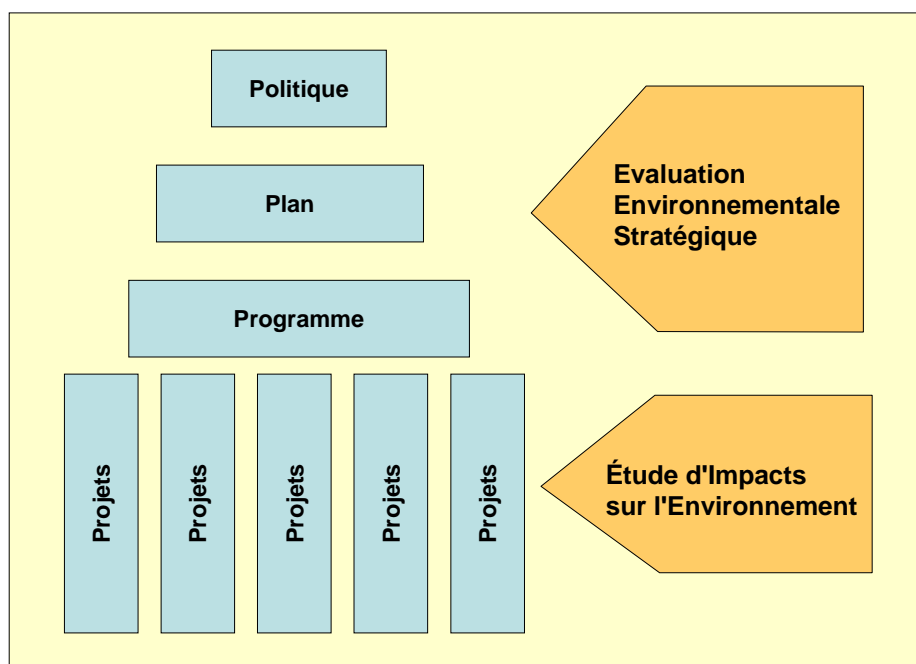 Politique
Plan
Programme
Projets
Projets
Projets
Projets
Projets
Evaluation
Environnementale
Stratégique
Étude d'Impacts
sur l'Environnement